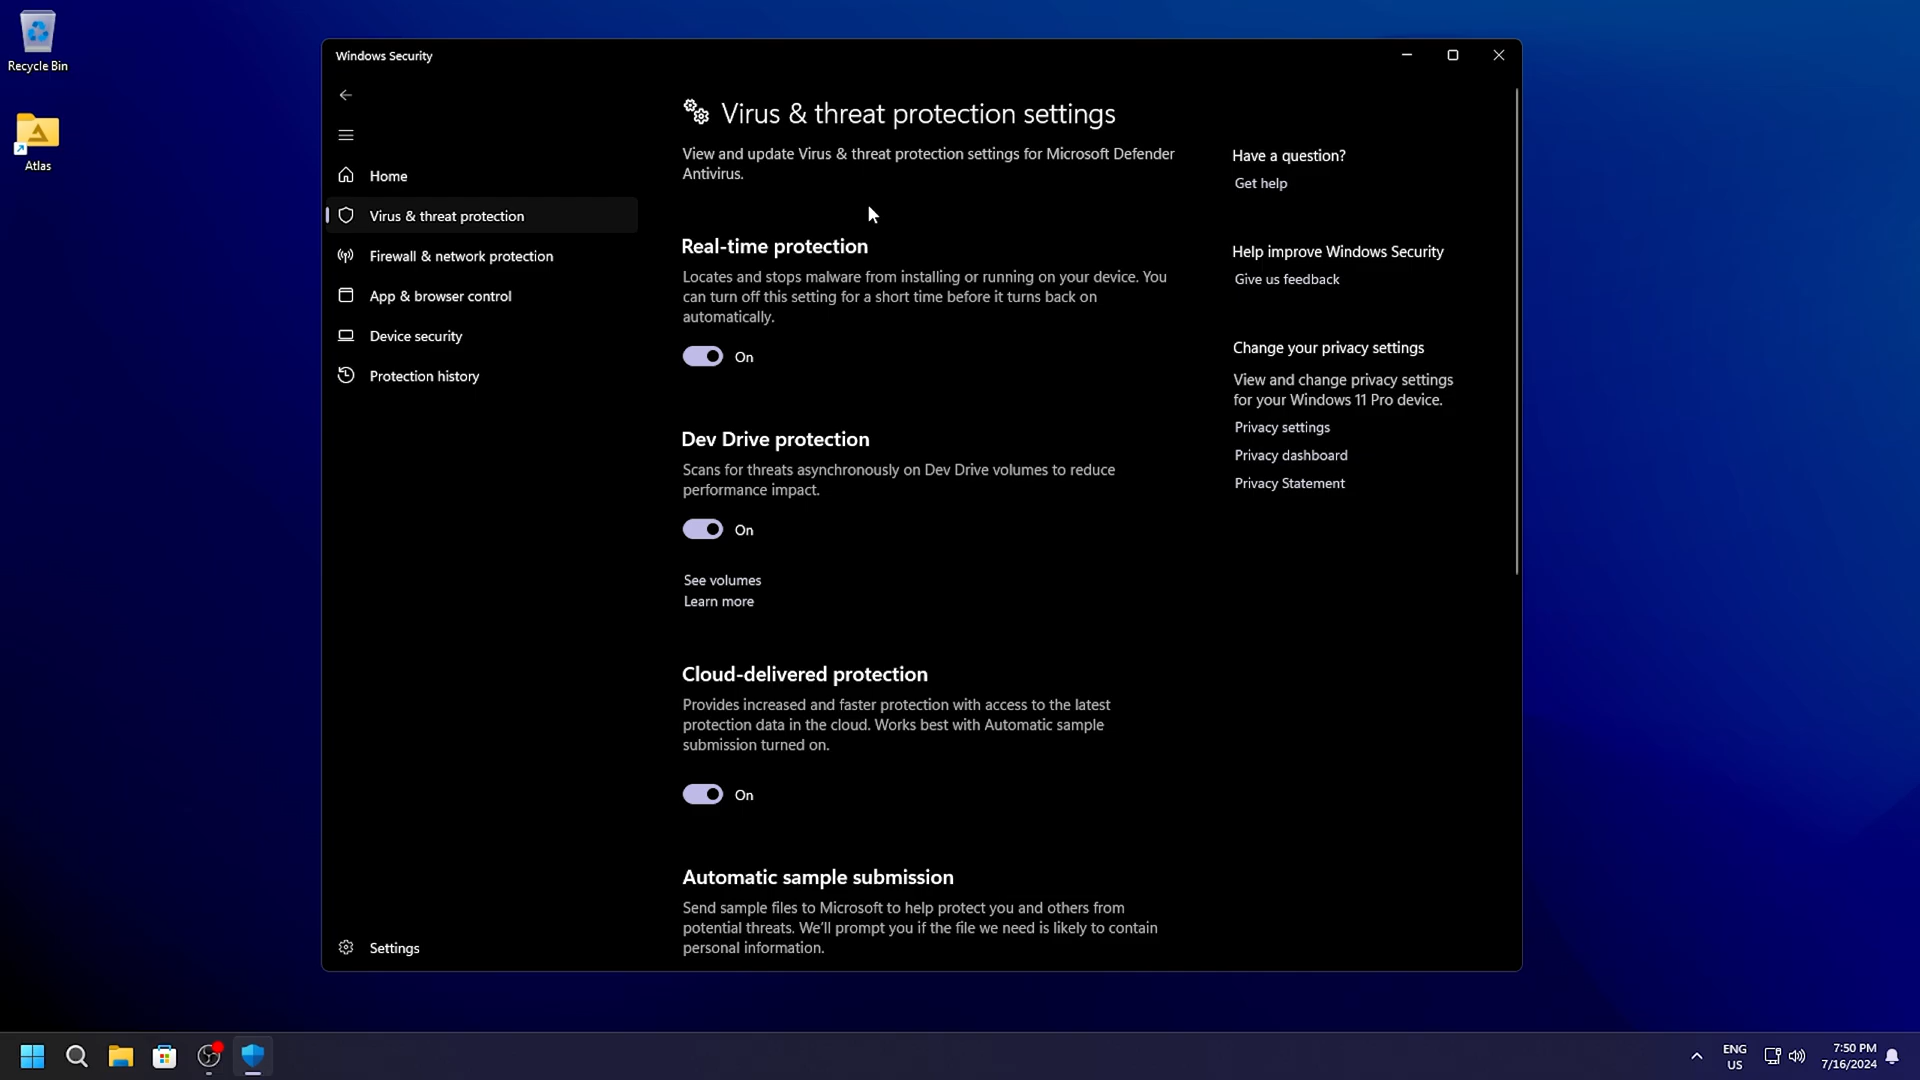 Recycle Bin
Atlas
Windows Security
Home
Virus & threat protection
Firewall & network protection
App & browser control
Device security
Protection history
Settings
Virus & threat protection settings
View and update Virus & threat protection settings for Microsoft Defender
Antivirus.
Real-time protection
Locates and stops malware from installing or running on your device. You
can turn off this setting for a short time before it turns back on
automatically.
On
Dev Drive protection
Scans for threats asynchronously on Dev Drive volumes to reduce
performance impact.
On
See volumes
Learn more
Cloud-delivered protection
Provides increased and faster protection with access to the latest
protection data in the cloud. Works best with Automatic sample
submission turned on.
On
Automatic sample submission
Send sample files to Microsoft to help protect you and others from
potential threats. We'll prompt you if the file we need is likely to contain
personal information.
Have a question?
Get help
Help improve Windows Security
Give us feedback
Change your privacy settings
View and change privacy settings
for your Windows 11 Pro device.
Privacy settings
Privacy dashboard
Privacy Statement
ENG
US
7:50 PM
7/16/2024